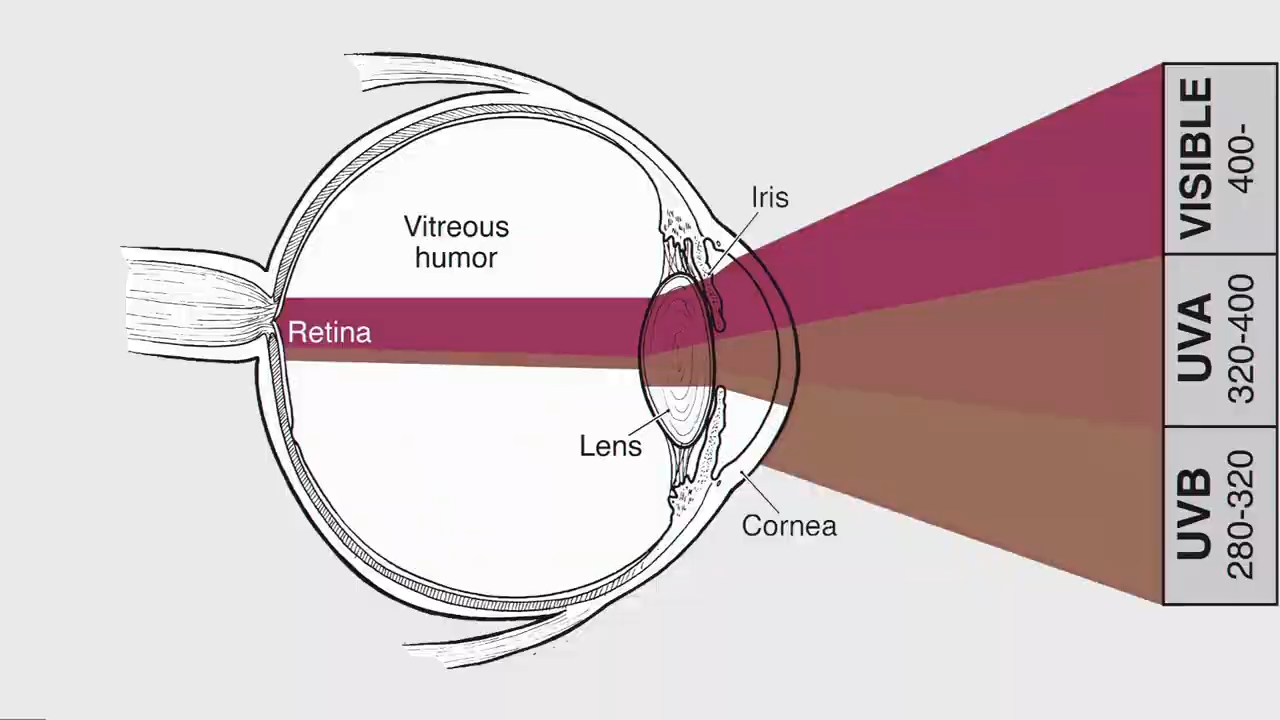 Vitreous
humor
Retina
Iris
Lens
Cornea
VISIBLE
400-
UVA
320-400
UVB
280-320